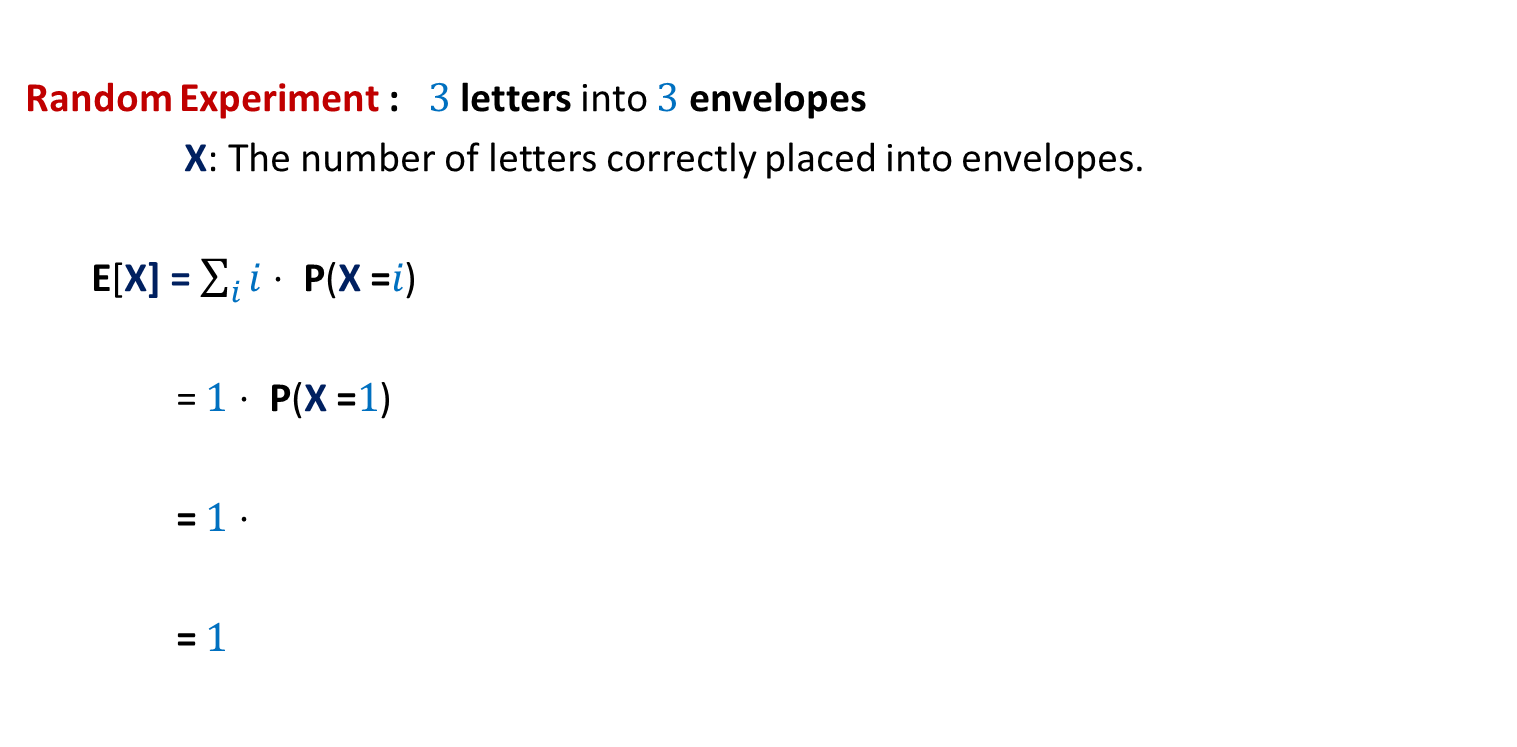 Random Experiment : 3 letters into 3 envelopes
X: The number of letters correctly placed into envelopes.
E[X] = ∑ᵢ i · P(X =i)
= 1 · P(X =1)
= 1 ·
= 1